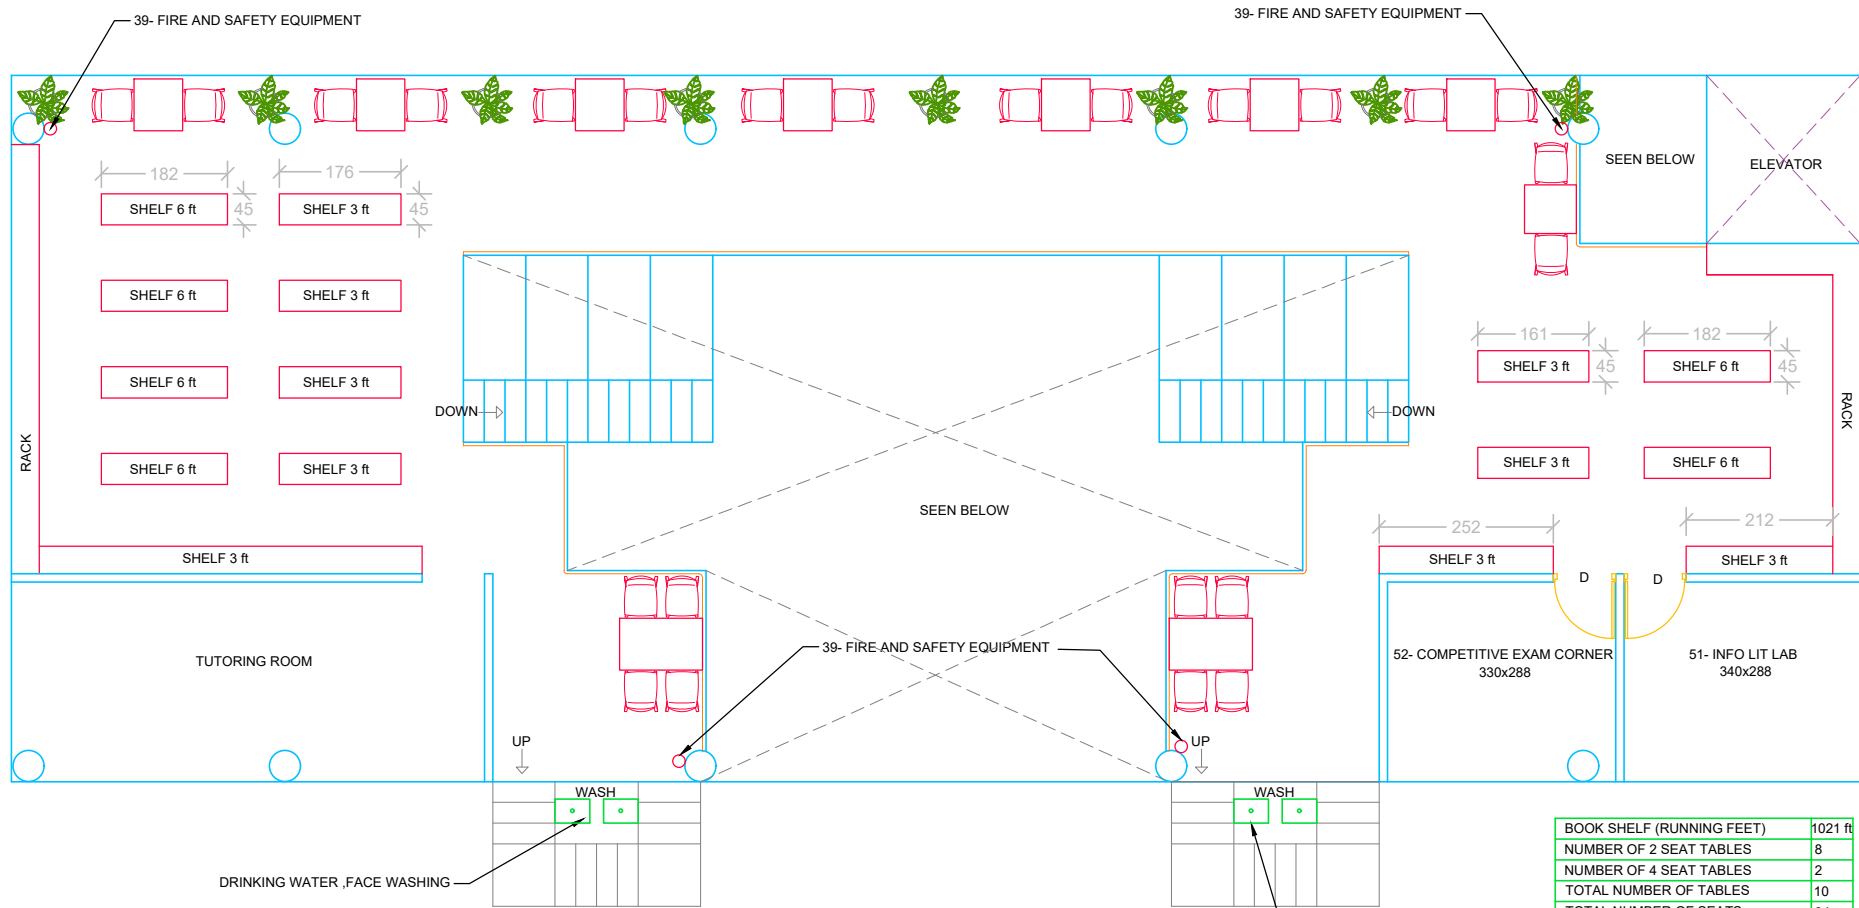 39- FIRE AND SAFETY EQUIPMENT
39- FIRE AND SAFETY EQUIPMENT
SEEN BELOW
ELEVATOR
182
176
SHELF 6 ft
45
SHELF 3 ft
45
SHELF 6 ft
SHELF 3 ft
161
182
SHELF 3 ft
45
SHELF 6 ft
45
SHELF 6 ft
SHELF 3 ft
DOWN
DOWN
RACK
RACK
SHELF 6 ft
SHELF 3 ft
SHELF 3 ft
SHELF 6 ft
SEEN BELOW
252
212
SHELF 3 ft
SHELF 3 ft
SHELF 3 ft
D
D
TUTORING ROOM
39- FIRE AND SAFETY EQUIPMENT
52- COMPETITIVE EXAM CORNER
330x288
51- INFO LIT LAB
340x288
UP
UP
WASH
WASH
DRINKING WATER ,FACE WASHING
BOOK SHELF (RUNNING FEET) 1021 ft
NUMBER OF 2 SEAT TABLES 8
NUMBER OF 4 SEAT TABLES 2
TOTAL NUMBER OF TABLES 10
TOTAL NUMBER OF SEATS